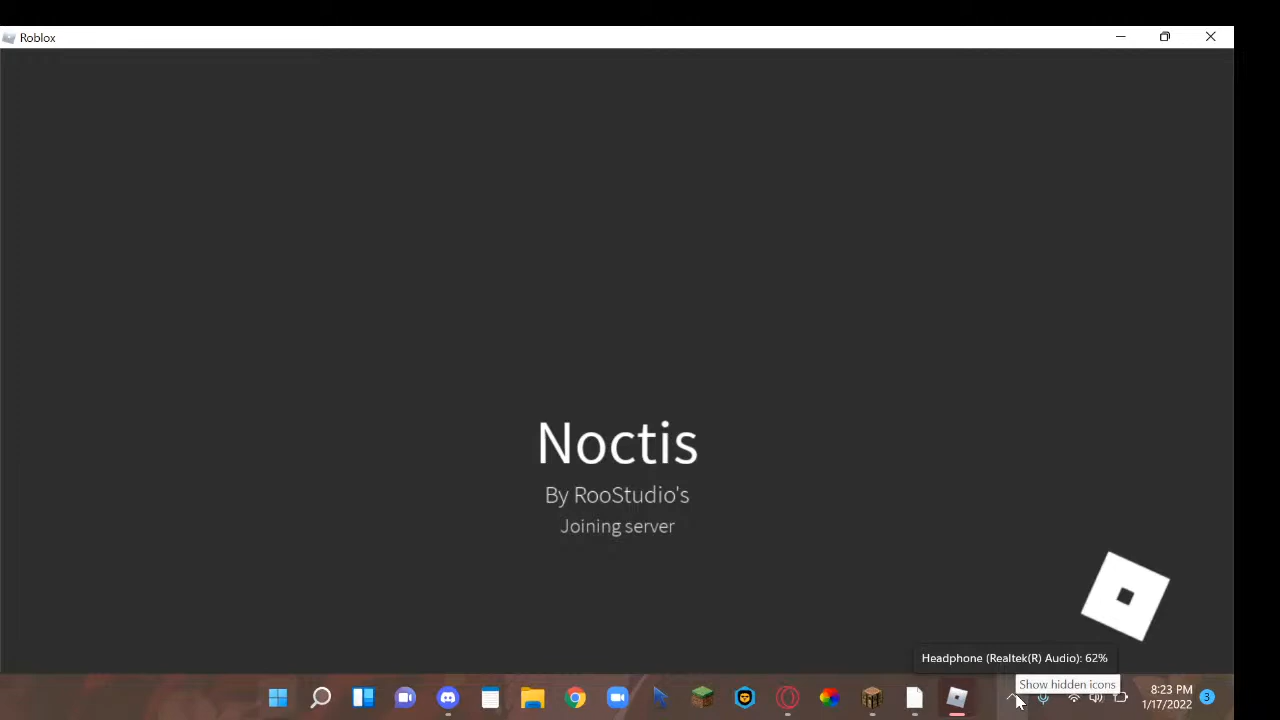 Roblox
Noctis
By RooStudio's
Joining server
Headphone (Realtek(R) Audio): 62%
Show hidden icons
8:23 PM
1/17/2022
3